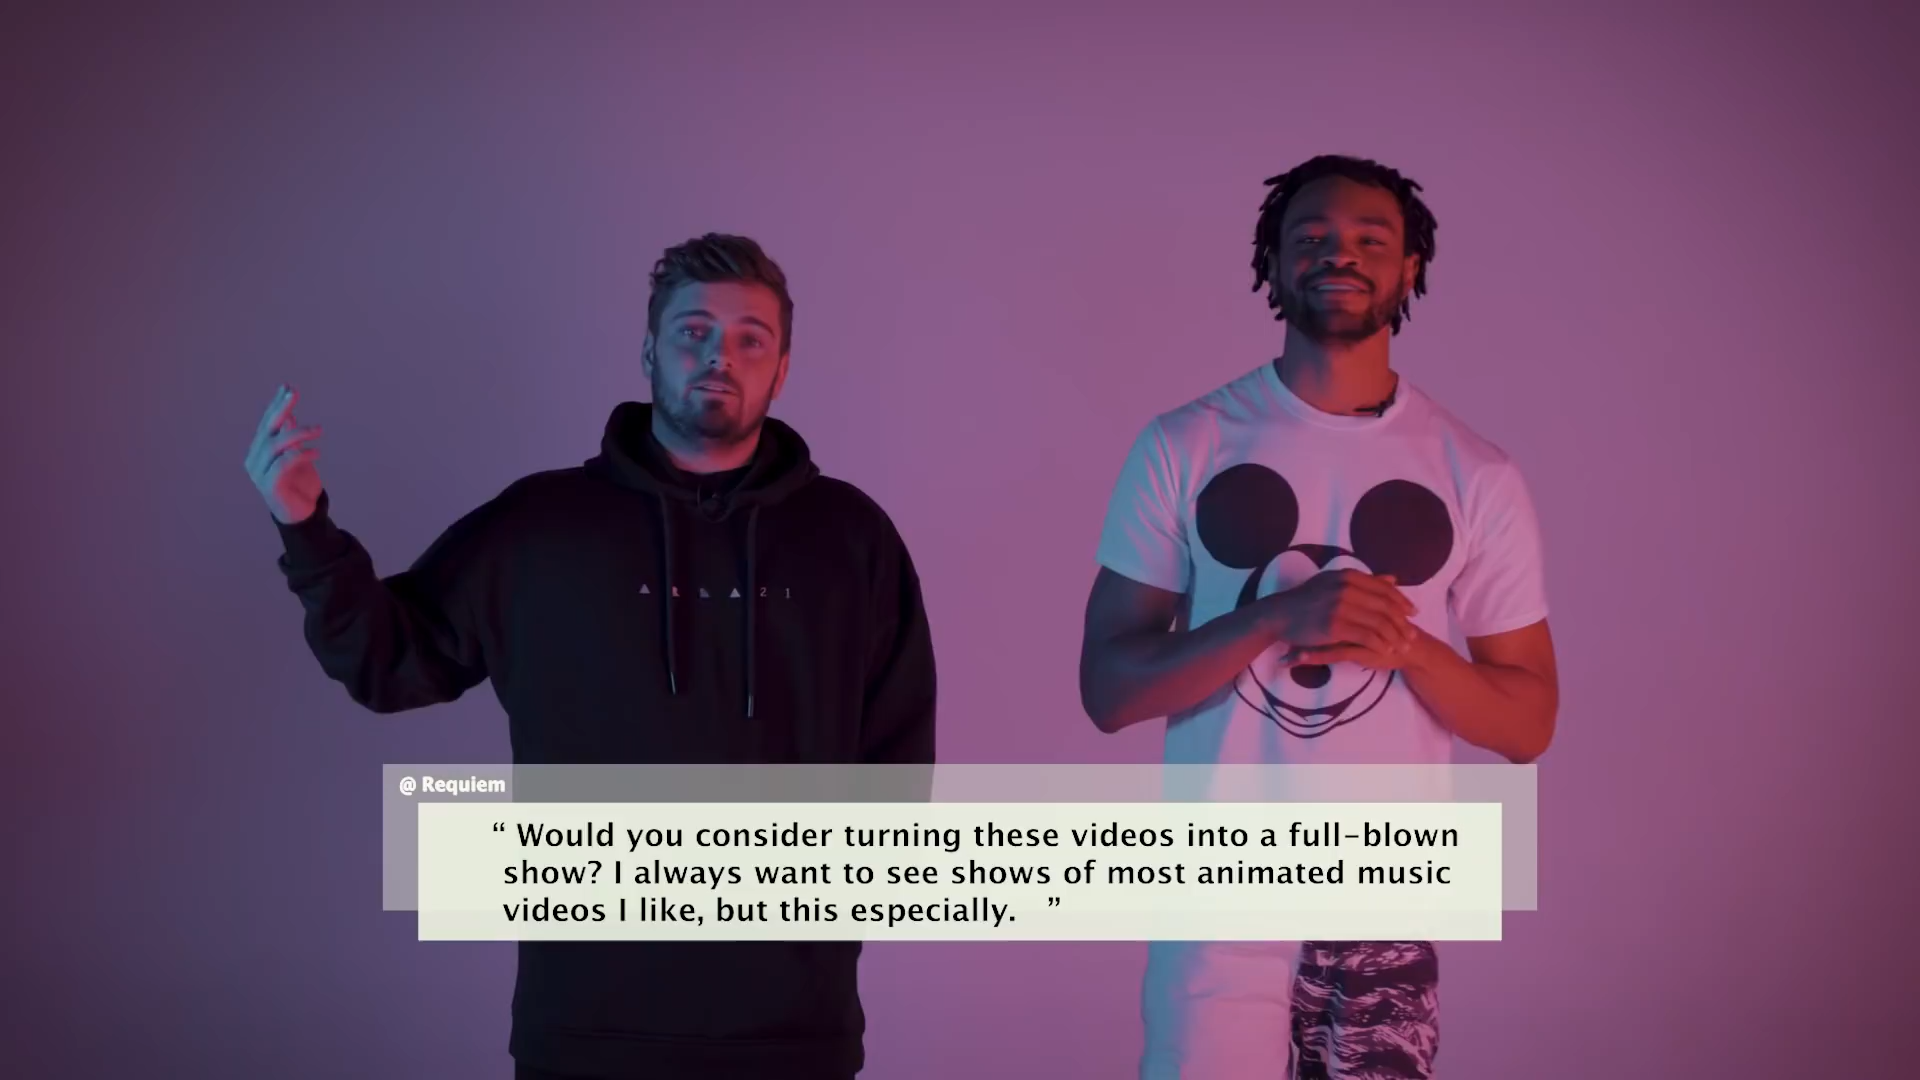 @ Requiem
“ Would you consider turning these videos into a full-blown
show? I always want to see shows of most animated music
videos I like, but this especially. ”